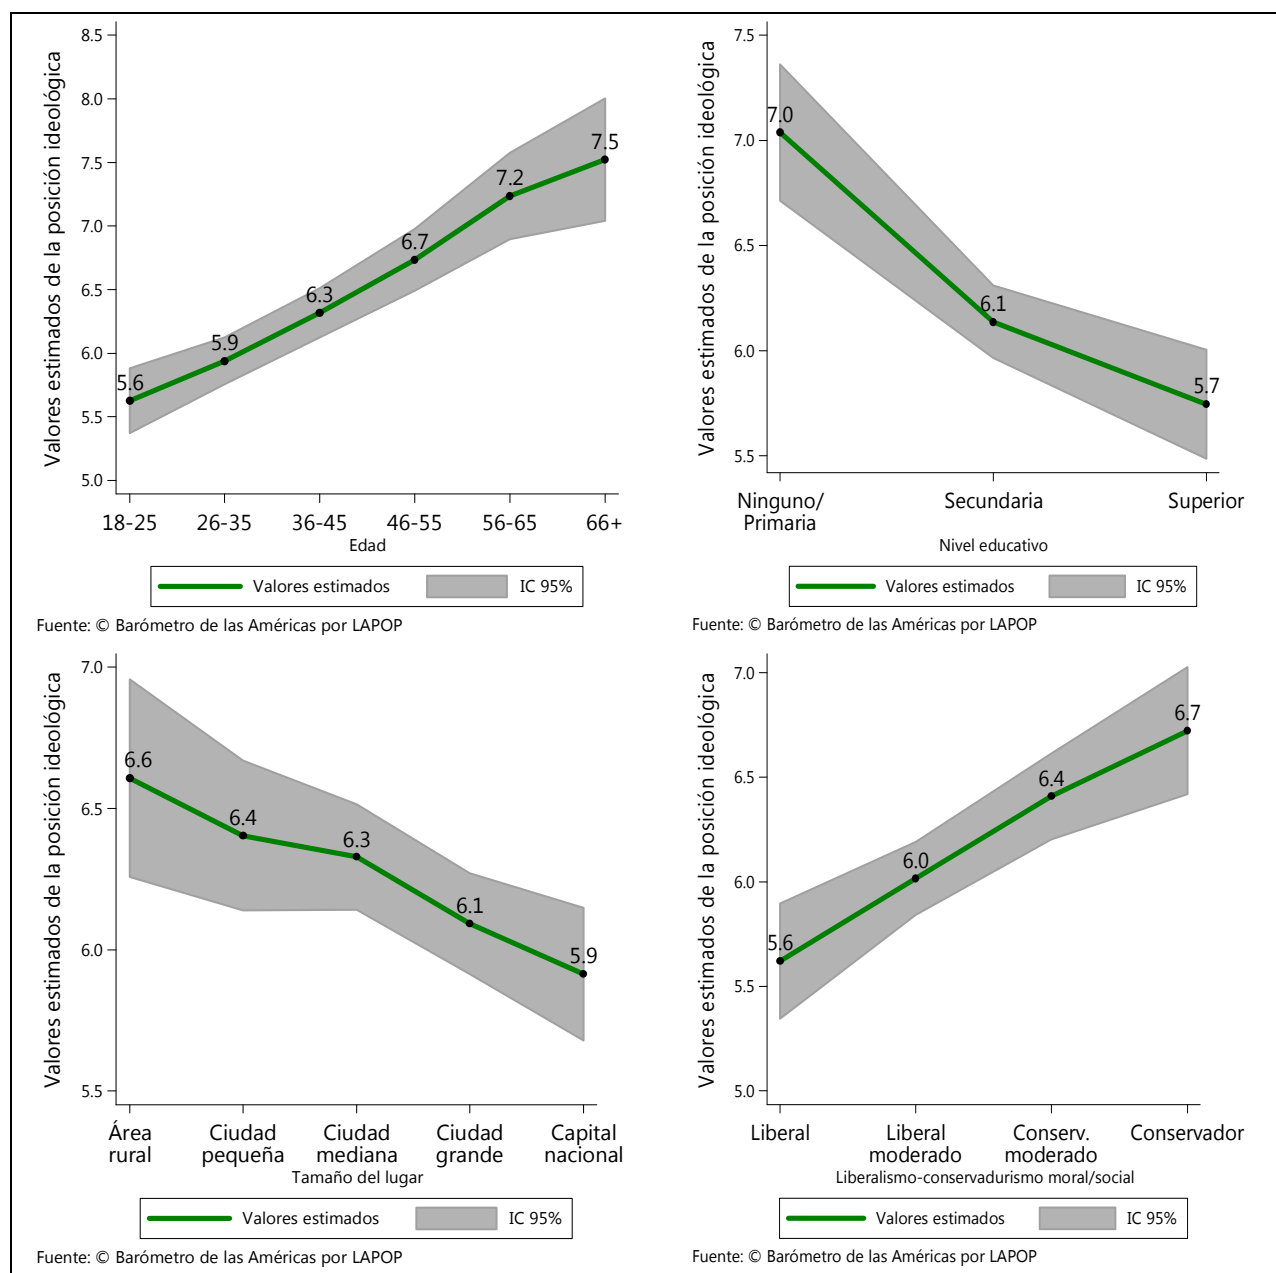 Valores estimados de la posición ideológica
8.5
8.0
7.5
7.0
6.5
6.0
5.5
5.0
5.6
5.9
6.3
6.7
7.2
7.5
18-25 26-35 36-45 46-55 56-65 66+
Edad
Valores estimados IC 95%
Fuente: © Barómetro de las Américas por LAPOP
Valores estimados de la posición ideológica
7.5
7.0
6.5
6.0
5.5
7.0
6.1
5.7
Ninguno/ Secundaria Superior
Primaria
Nivel educativo
Valores estimados IC 95%
Fuente: © Barómetro de las Américas por LAPOP
Valores estimados de la posición ideológica
7.0
6.5
6.0
5.5
6.6
6.4
6.3
6.1
5.9
Área Ciudad Ciudad Ciudad Capital
rural pequeña mediana grande nacional
Tamaño del lugar
Valores estimados IC 95%
Fuente: © Barómetro de las Américas por LAPOP
Valores estimados de la posición ideológica
7.0
6.5
6.0
5.5
5.0
5.6
6.0
6.4
6.7
Liberal Liberal Conserv. Conservador
moderado moderado
Liberalismo-conservadurismo moral/social
Valores estimados IC 95%
Fuente: © Barómetro de las Américas por LAPOP